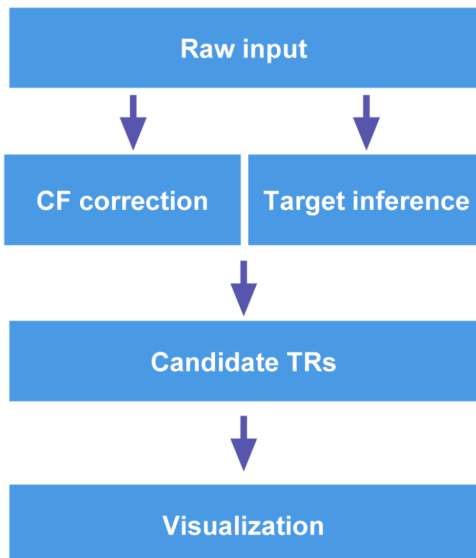 Raw input
CF correction
Target inference
Candidate TRs
Visualization